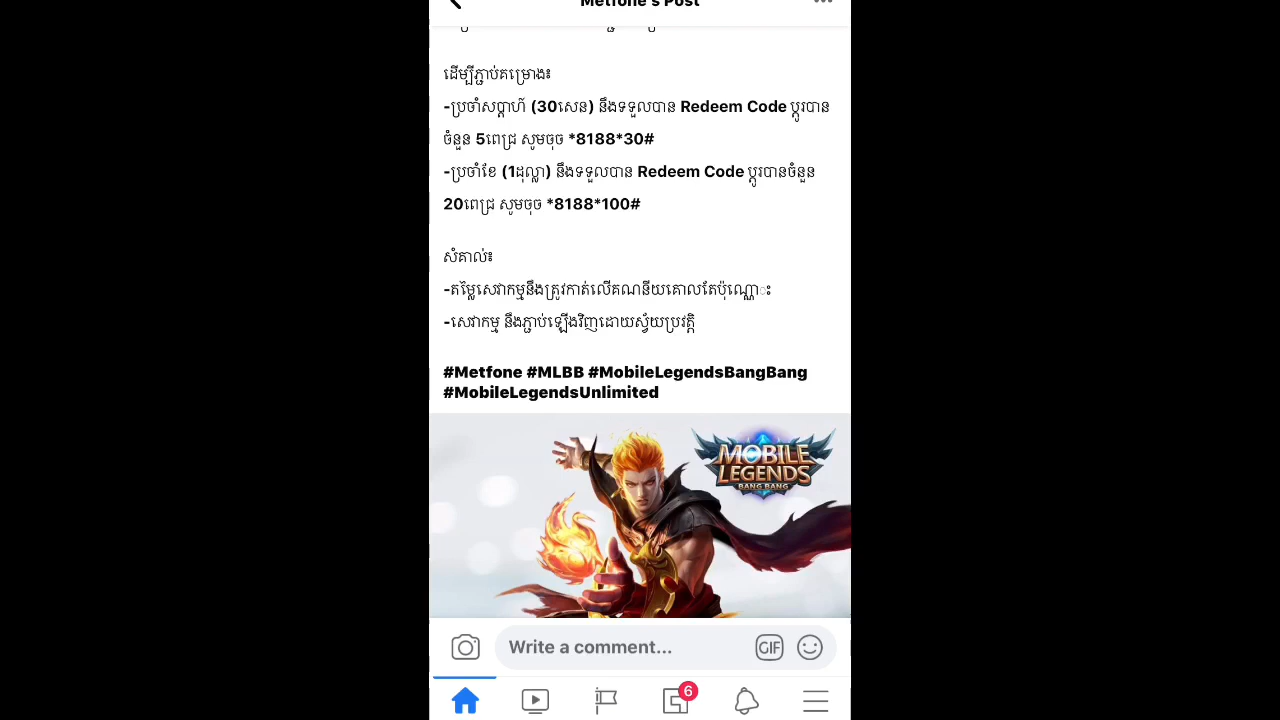 Metfone's Post
ដើម្បីភ្ជាប់គម្រោង៖
-ប្រចាំសប្ដាហ៍ (30សេន) នឹងទទួលបាន Redeem Code ប្ដូរបាន
ចំនួន 5ពេជ្រ សូមចុច *8188*30#
-ប្រចាំខែ (1ដុល្លា) នឹងទទួលបាន Redeem Code ប្ដូរបានចំនួន
20ពេជ្រ សូមចុច *8188*100#
សំគាល់៖
-តម្លៃសេវាកម្មនឹងត្រូវកាត់លើគណនីយគោលតែប៉ុណ្ណោះ
-សេវាកម្ម នឹងភ្ជាប់ឡើងវិញដោយស្វ័យប្រវត្តិ
#Metfone #MLBB #MobileLegendsBangBang
#MobileLegendsUnlimited
MOBILE
LEGENDS
BANG BANG
Write a comment...
GIF
6